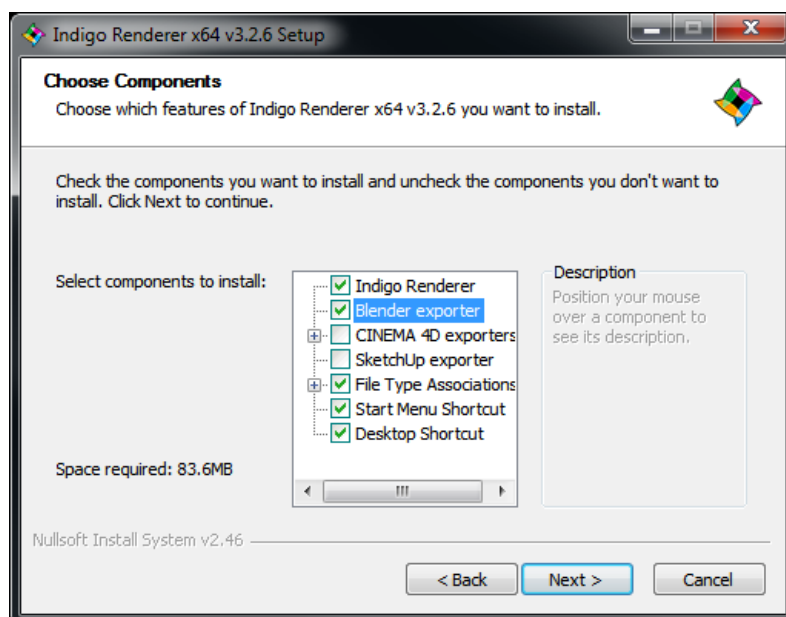 Indigo Renderer x64 v3.2.6 Setup
Choose Components
Choose which features of Indigo Renderer x64 v3.2.6 you want to install.
Check the components you want to install and uncheck the components you don't want to
install. Click Next to continue.
Select components to install:
Indigo Renderer
Blender exporter
CINEMA 4D exporters
SketchUp exporter
File Type Associations
Start Menu Shortcut
Desktop Shortcut
Description
Position your mouse
over a component to
see its description.
Space required: 83.6MB
Nullsoft Install System v2.46
< Back
Next >
Cancel